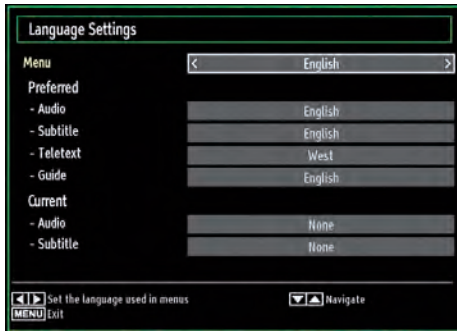 Language Settings
Menu < English >
Preferred
- Audio English
- Subtitle English
- Teletext West
- Guide English
Current
- Audio None
- Subtitle None
◀ ▶ Set the language used in menus ▼ ▲ Navigate
MENU Exit